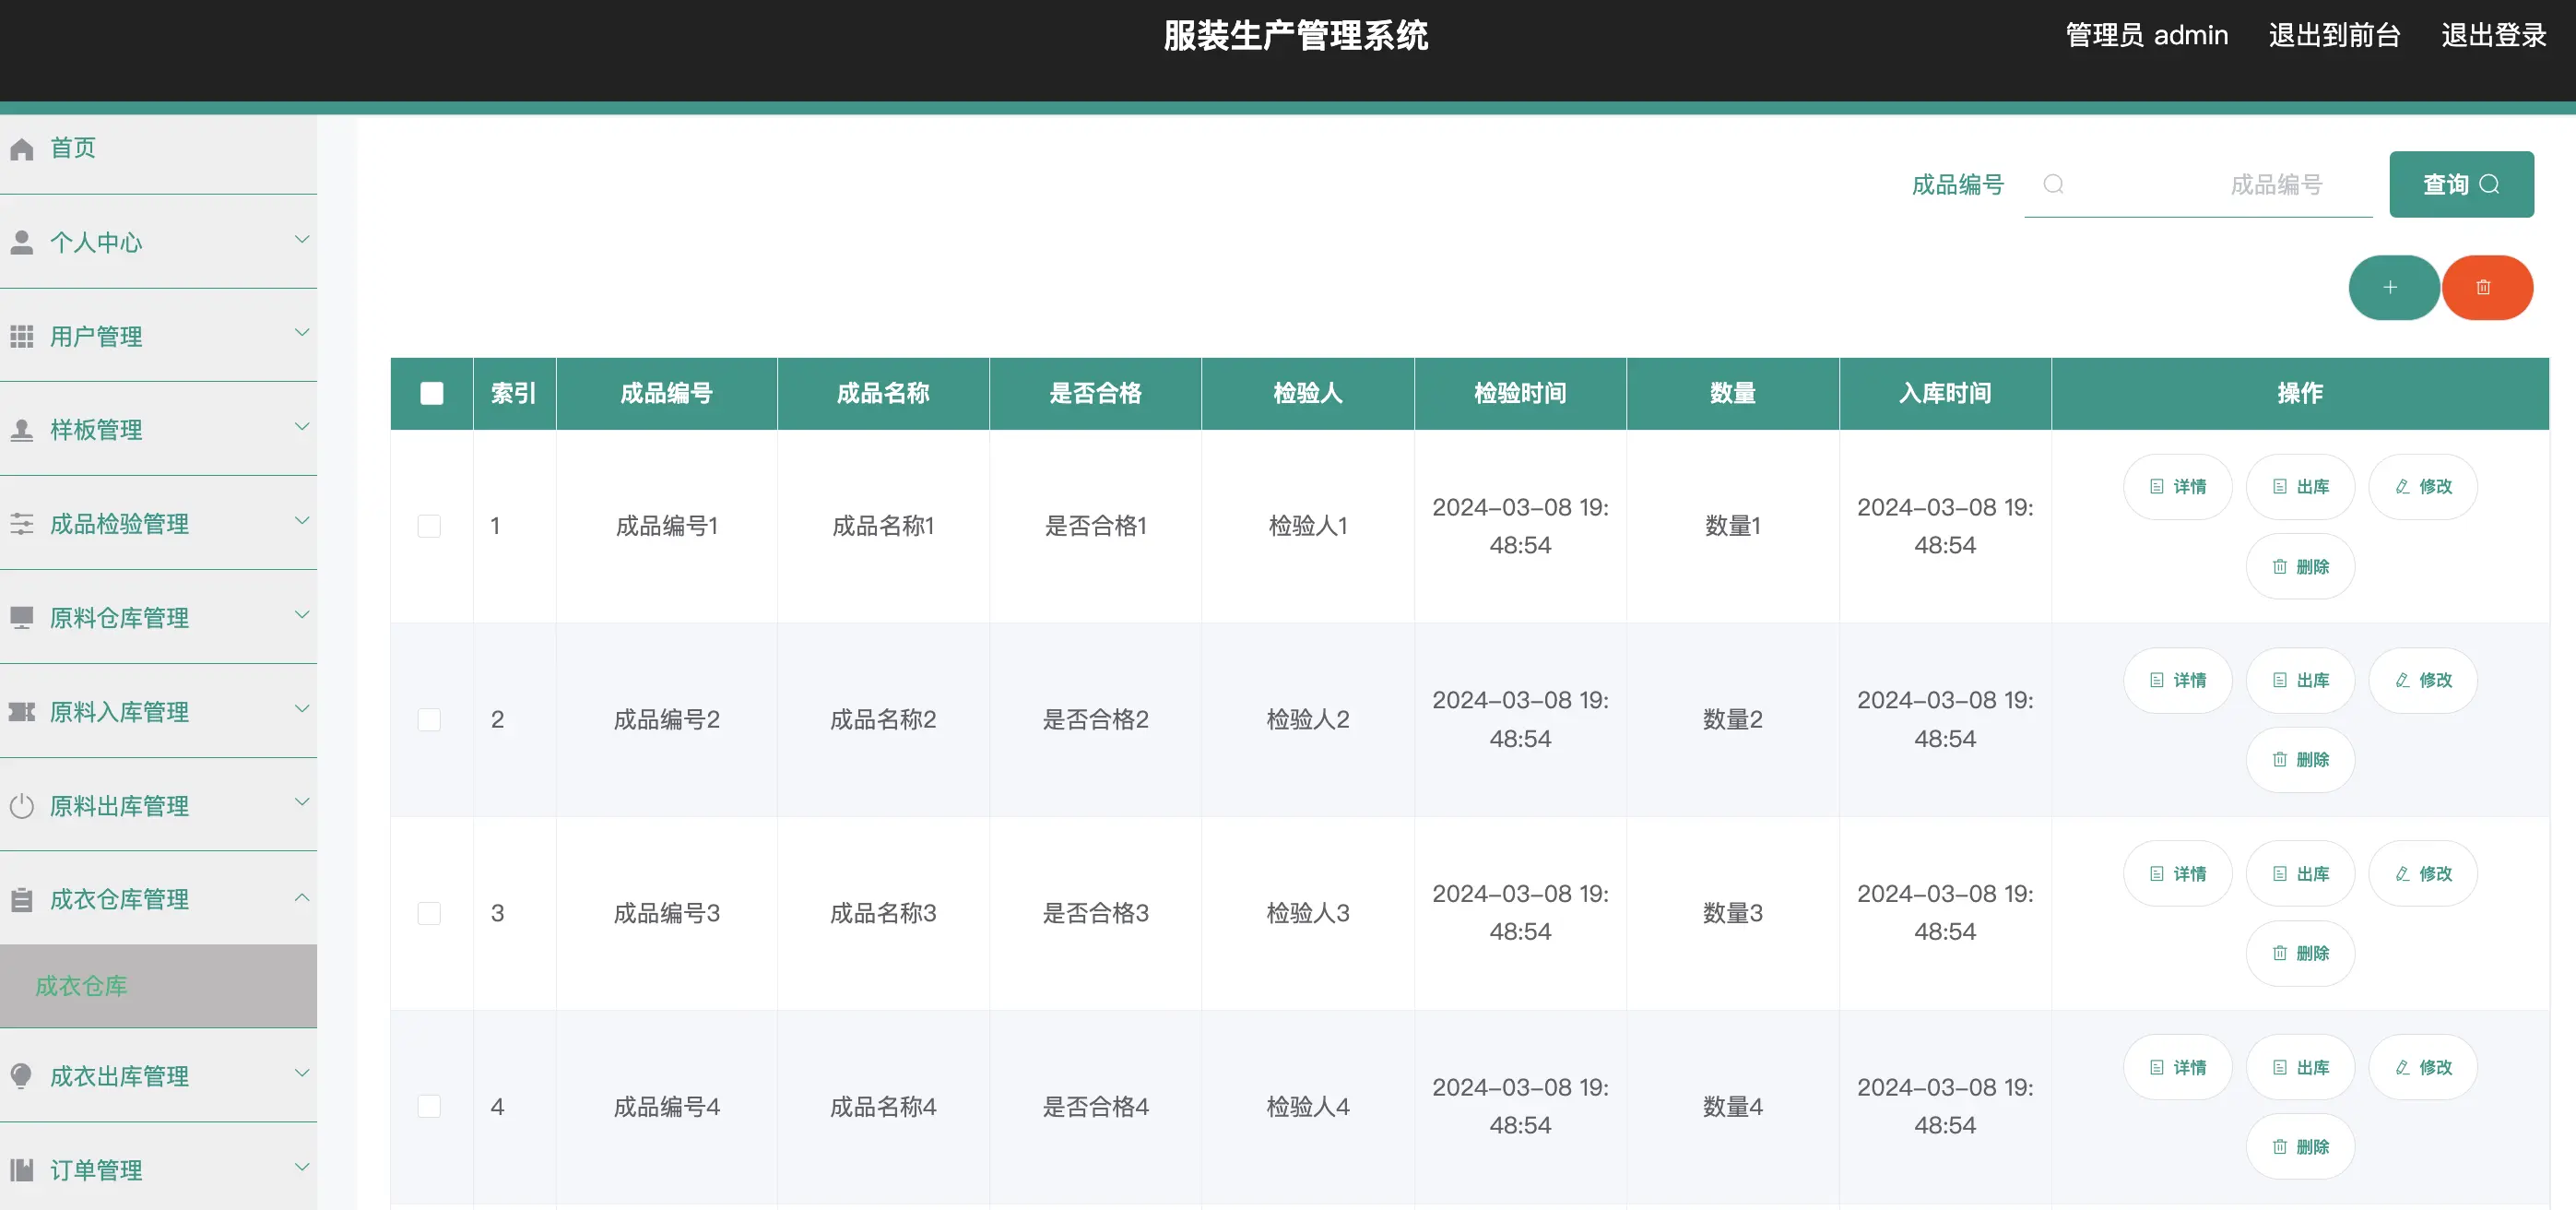 服装生产管理系统
管理员 admin 退出到前台 退出登录
首页
个人中心
用户管理
样板管理
成品检验管理
原料仓库管理
原料入库管理
原料出库管理
成衣仓库管理
成衣仓库
成衣出库管理
订单管理
成品编号 成品编号 查询
索引 成品编号 成品名称 是否合格 检验人 检验时间 数量 入库时间 操作
1 成品编号1 成品名称1 是否合格1 检验人1 2024-03-08 19:48:54 数量1 2024-03-08 19:48:54 详情 出库 修改
删除
2 成品编号2 成品名称2 是否合格2 检验人2 2024-03-08 19:48:54 数量2 2024-03-08 19:48:54 详情 出库 修改
删除
3 成品编号3 成品名称3 是否合格3 检验人3 2024-03-08 19:48:54 数量3 2024-03-08 19:48:54 详情 出库 修改
删除
4 成品编号4 成品名称4 是否合格4 检验人4 2024-03-08 19:48:54 数量4 2024-03-08 19:48:54 详情 出库 修改
删除